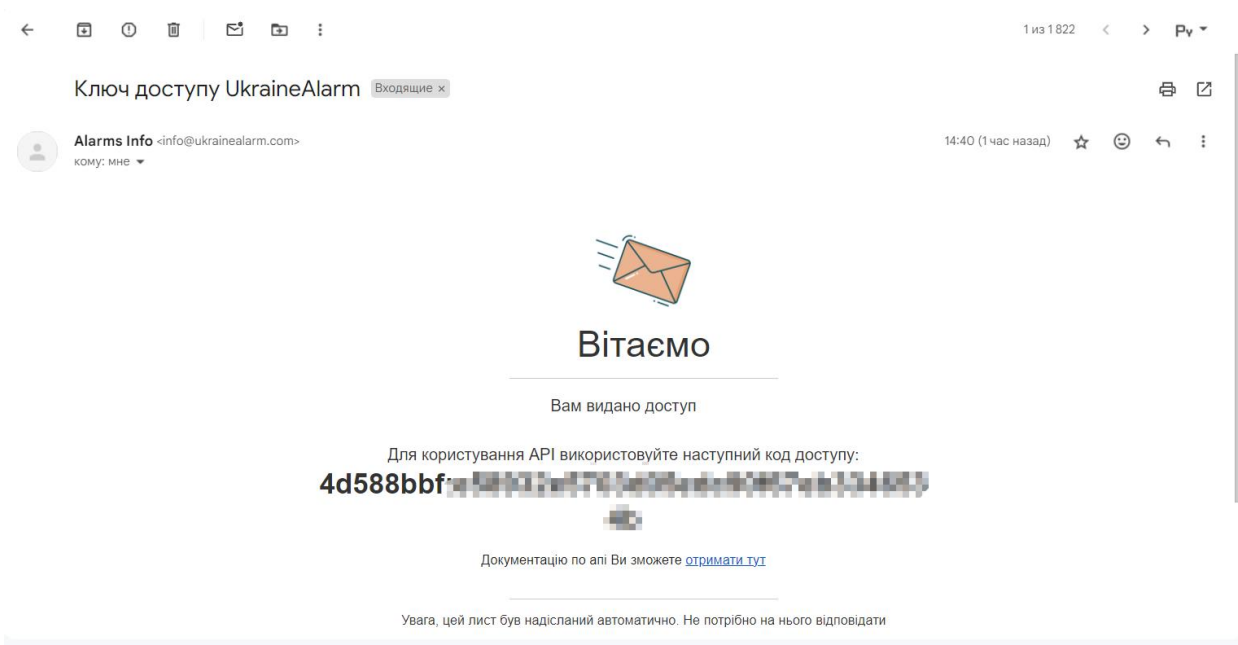 1 из 1 822
Ру
Ключ доступу UkraineAlarm Входящие ×
Alarms Info <info@ukrainealarm.com>
14:40 (1 час назад)
кому: мне
Вітаємо
Вам видано доступ
Для користування API використовуйте наступний код доступу:
4d588bbf
Документацію по апі Ви зможете отримати тут
Увага, цей лист був надісланий автоматично. Не потрібно на нього відповідати